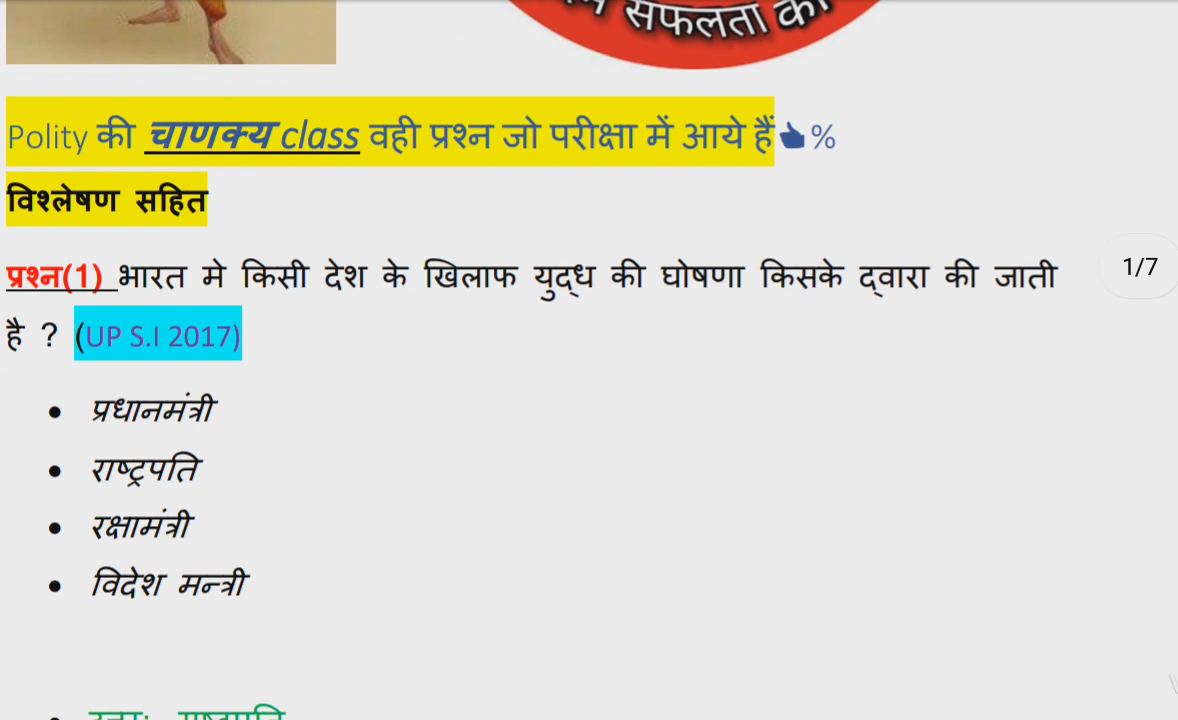 सफलता
Polity की चाणक्य class वही प्रश्न जो परीक्षा में आये हैं👍%
विश्लेषण सहित
प्रश्न(1) भारत मे किसी देश के खिलाफ युद्ध की घोषणा किसके द्वारा की जाती
1/7
है ? (UP S.I 2017)
• प्रधानमंत्री
• राष्ट्रपति
• रक्षामंत्री
• विदेश मन्त्री